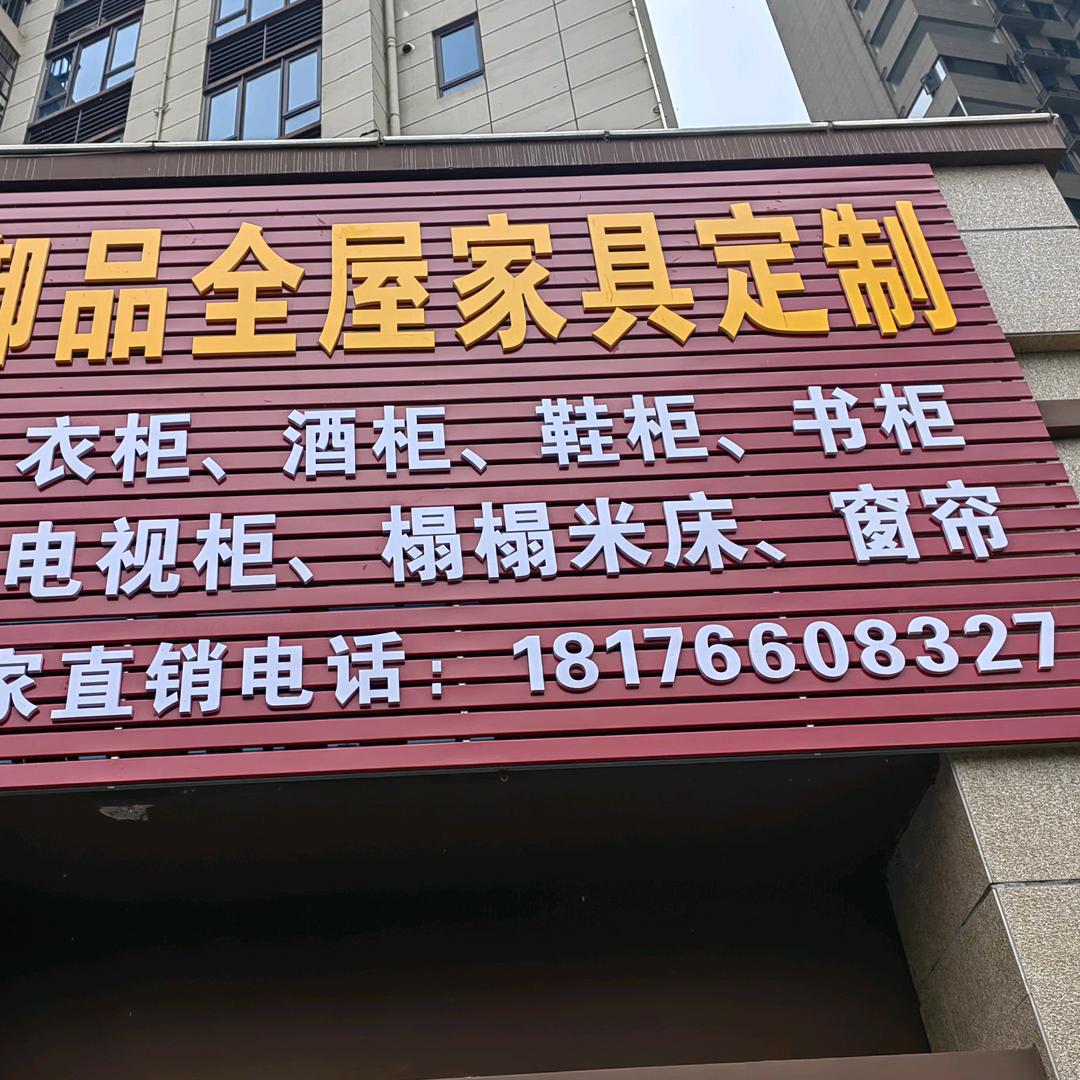 御品全屋家具定制
衣柜、酒柜、鞋柜、书柜
电视柜、榻榻米床、窗帘
家直销电话：18176608327